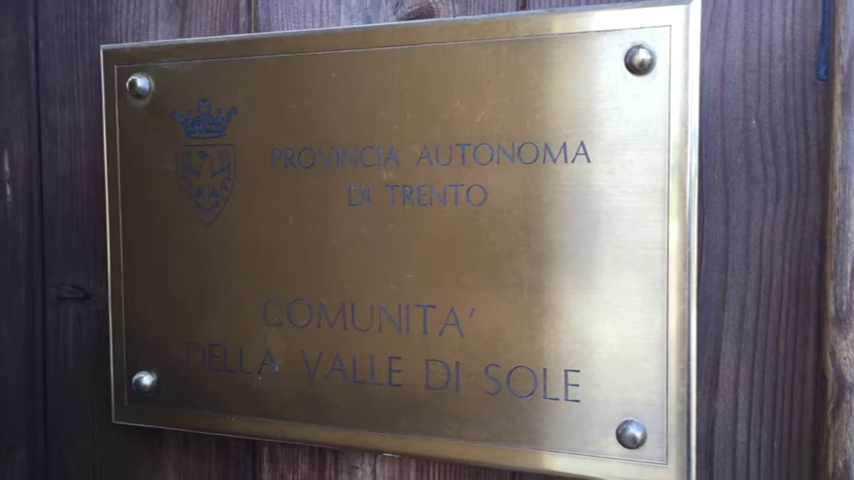 PROVINCIA AUTONOMA
DI TRENTO
COMUNITA'
DELLA VALLE DI SOLE